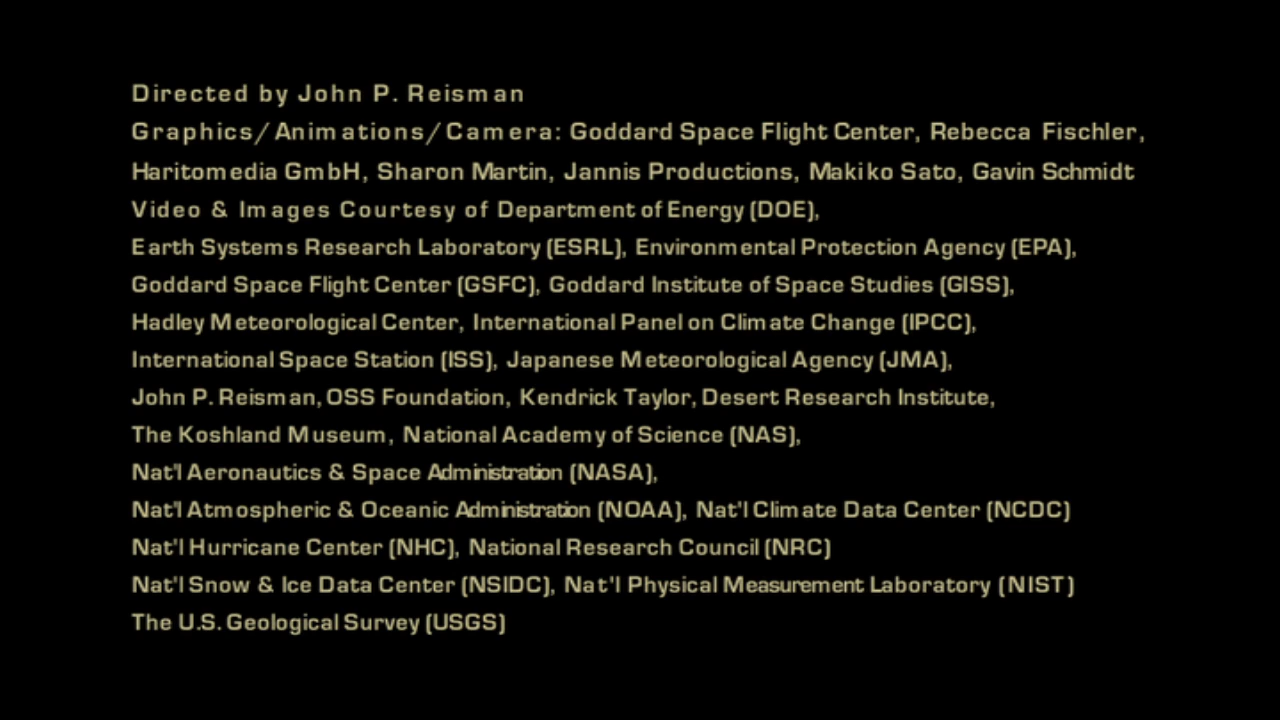 Directed by John P. Reisman
Graphics/Animations/Camera: Goddard Space Flight Center, Rebecca Fischler,
Haritomedia GmbH, Sharon Martin, Jannis Productions, Makiko Sato, Gavin Schmidt
Video & Images Courtesy of Department of Energy (DOE),
Earth Systems Research Laboratory (ESRL), Environmental Protection Agency (EPA),
Goddard Space Flight Center (GSFC), Goddard Institute of Space Studies (GISS),
Hadley Meteorological Center, International Panel on Climate Change (IPCC),
International Space Station (ISS), Japanese Meteorological Agency (JMA),
John P. Reisman, OSS Foundation, Kendrick Taylor, Desert Research Institute,
The Koshland Museum, National Academy of Science (NAS),
Nat'l Aeronautics & Space Administration (NASA),
Nat'l Atmospheric & Oceanic Administration (NOAA), Nat'l Climate Data Center (NCDC)
Nat'l Hurricane Center (NHC), National Research Council (NRC)
Nat'l Snow & Ice Data Center (NSIDC), Nat'l Physical Measurement Laboratory (NIST)
The U.S. Geological Survey (USGS)